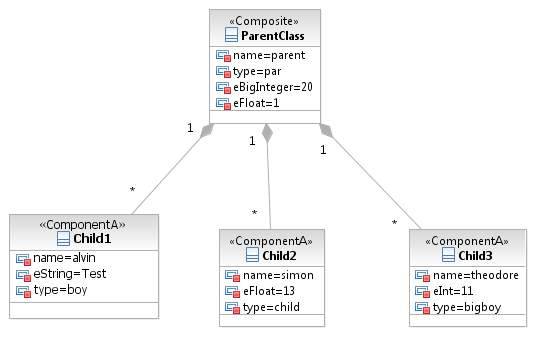 «Composite»
ParentClass
name=parent
type=par
eBigInteger=20
eFloat=1
1
1
1
*
*
*
«ComponentA»
Child1
name=alvin
eString=Test
type=boy
«ComponentA»
Child2
name=simon
eFloat=13
type=child
«ComponentA»
Child3
name=theodore
eInt=11
type=bigboy